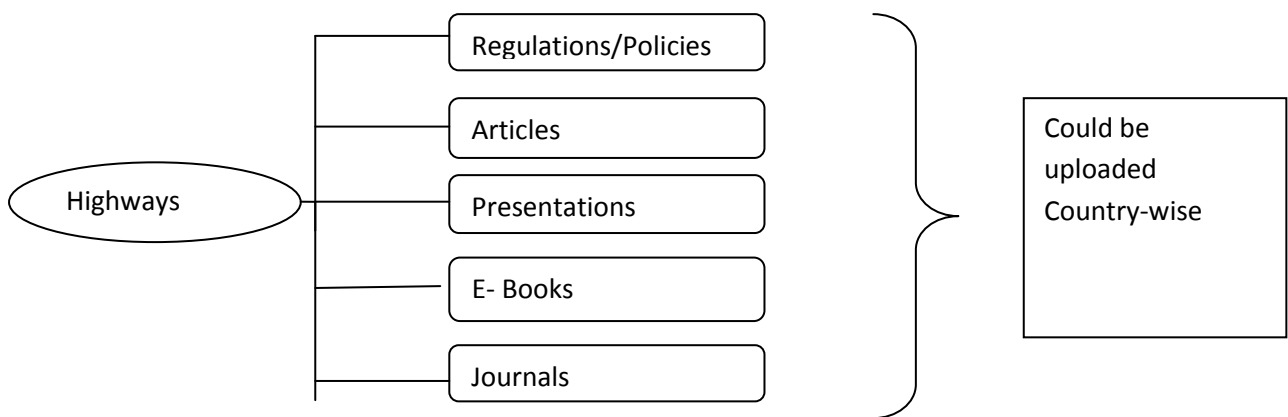 Regulations/Policies
Articles
Highways
Presentations
E- Books
Journals
Could be
uploaded
Country-wise